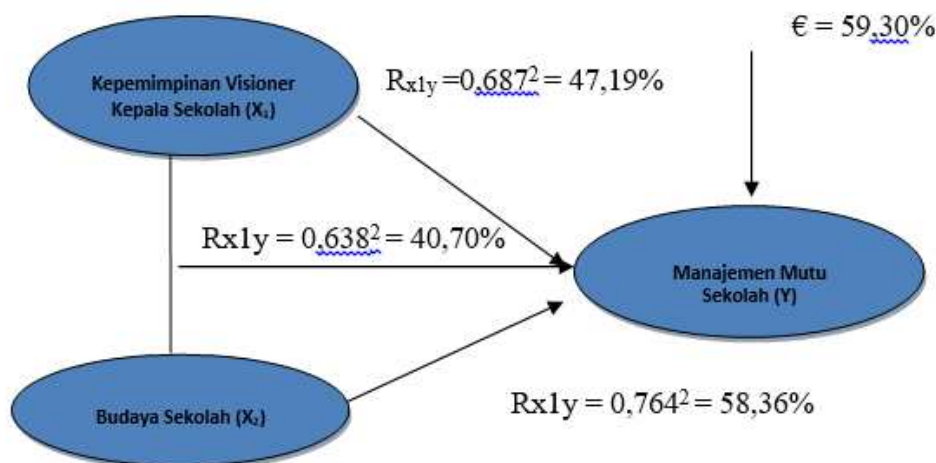 € = 59,30%
Kepemimpinan Visioner
Kepala Sekolah (X₁)
Rx1y =0,687² = 47,19%
Rx1y = 0,638² = 40,70%
Manajemen Mutu
Sekolah (Y)
Budaya Sekolah (X₂)
Rx1y = 0,764² = 58,36%